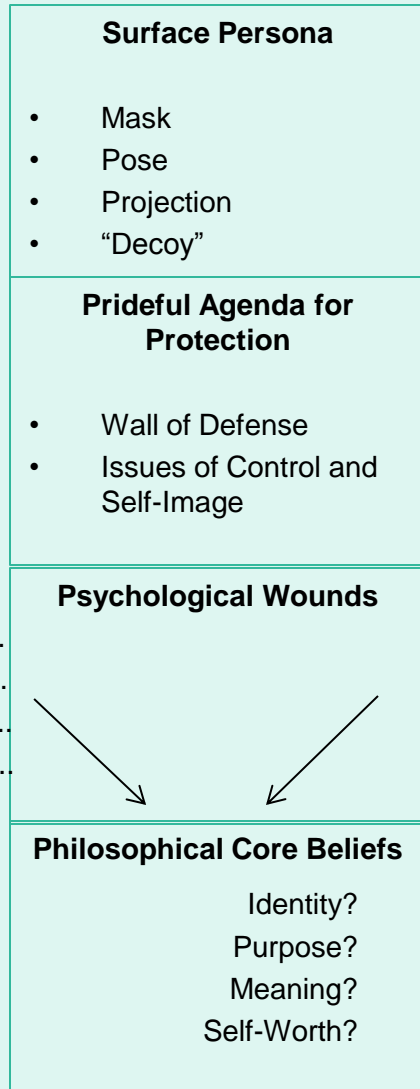 Surface Persona
• Mask
• Pose
• Projection
• “Decoy”
Prideful Agenda for
Protection
• Wall of Defense
• Issues of Control and
Self-Image
Psychological Wounds
.
.
..
..
Philosophical Core Beliefs
Identity?
Purpose?
Meaning?
Self-Worth?